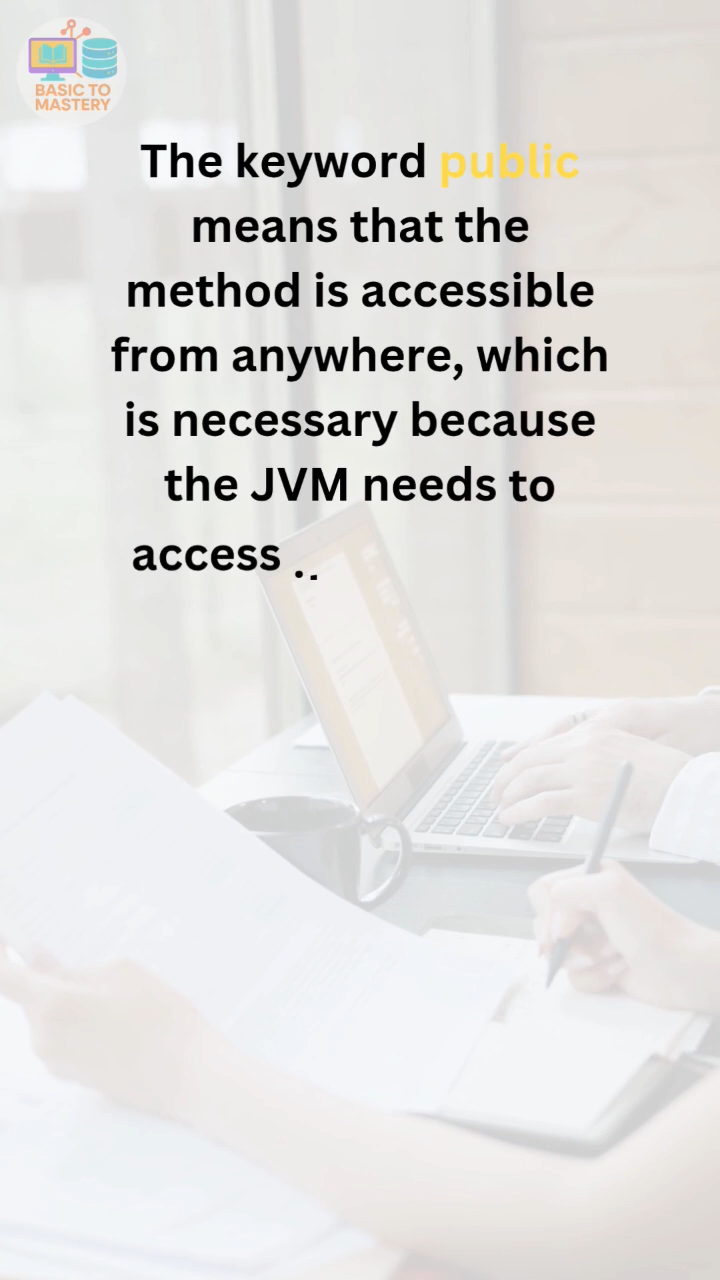 BASIC TO
MASTERY
The keyword public
means that the
method is accessible
from anywhere, which
is necessary because
the JVM needs to
access